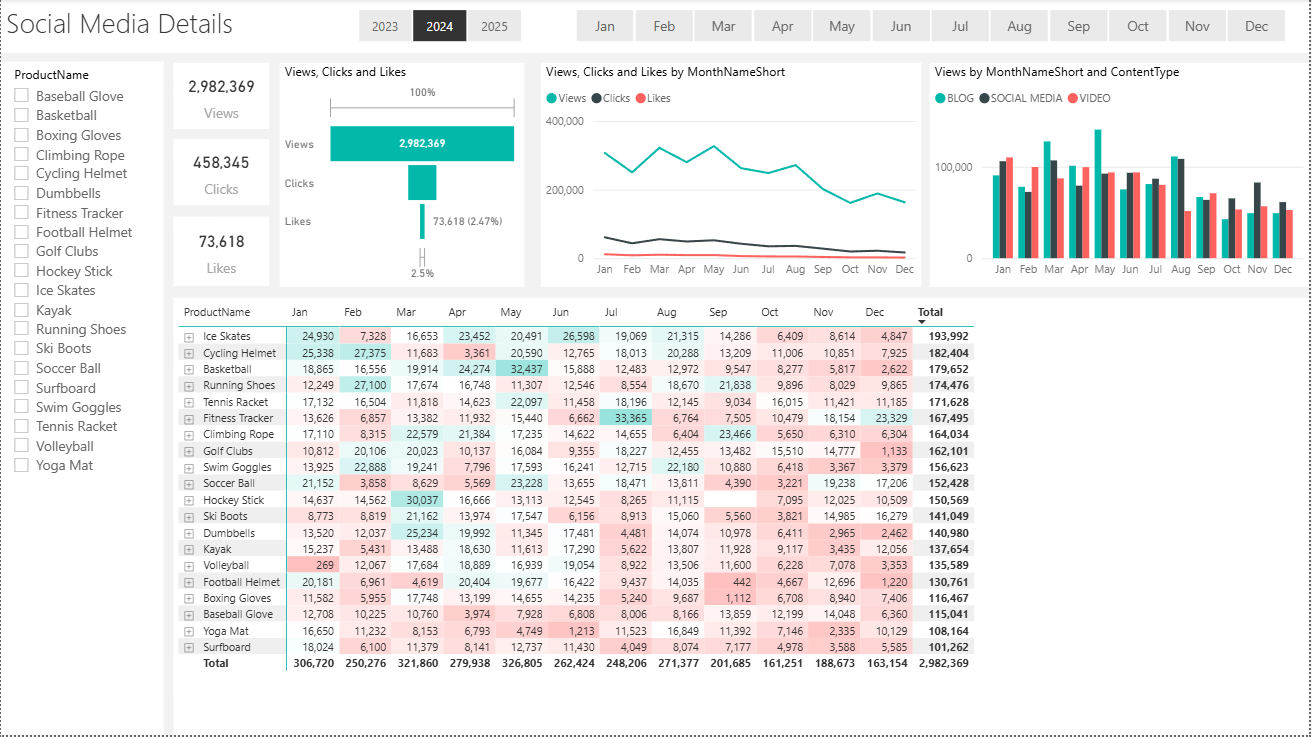 Social Media Details
2023 2024 2025
Jan Feb Mar Apr May Jun Jul Aug Sep Oct Nov Dec
ProductName
Baseball Glove
Basketball
Boxing Gloves
Climbing Rope
Cycling Helmet
Dumbbells
Fitness Tracker
Football Helmet
Golf Clubs
Hockey Stick
Ice Skates
Kayak
Running Shoes
Ski Boots
Soccer Ball
Surfboard
Swim Goggles
Tennis Racket
Volleyball
Yoga Mat
2,982,369
Views
458,345
Clicks
73,618
Likes
Views, Clicks and Likes
100%
Views 2,982,369
Clicks
Likes 73,618 (2.47%)
2.5%
Views, Clicks and Likes by MonthNameShort
Views Clicks Likes
400,000
200,000
0
Jan Feb Mar Apr May Jun Jul Aug Sep Oct Nov Dec
Views by MonthNameShort and ContentType
BLOG SOCIAL MEDIA VIDEO
100,000
0
Jan Feb Mar Apr May Jun Jul Aug Sep Oct Nov Dec
ProductName Jan Feb Mar Apr May Jun Jul Aug Sep Oct Nov Dec Total
Ice Skates 24,930 7,328 16,653 23,452 20,491 26,598 19,069 21,315 14,286 6,409 8,614 4,847 193,992
Cycling Helmet 25,338 27,375 11,683 3,361 20,590 12,765 18,013 20,288 13,209 11,006 10,851 7,925 182,404
Basketball 18,865 16,556 19,914 24,274 32,437 15,888 12,483 12,972 9,547 8,277 5,817 2,622 179,652
Running Shoes 12,249 27,100 17,674 16,748 11,307 12,546 8,554 18,670 21,838 9,896 8,029 9,865 174,476
Tennis Racket 17,132 16,504 11,818 14,623 22,097 11,458 18,196 12,145 9,034 16,015 11,421 11,185 171,628
Fitness Tracker 13,626 6,857 13,382 11,932 15,440 6,662 33,365 6,764 7,505 10,479 18,154 23,329 167,495
Climbing Rope 17,110 8,315 22,579 21,384 17,235 14,622 14,655 6,404 23,466 5,650 6,310 6,304 164,034
Golf Clubs 10,812 20,106 20,023 10,137 16,084 9,355 18,227 12,455 13,482 15,510 14,777 1,133 162,101
Swim Goggles 13,925 22,888 19,241 7,796 17,593 16,241 12,715 22,180 10,880 6,418 3,367 3,379 156,623
Soccer Ball 21,152 3,858 8,629 5,569 23,228 13,655 18,471 13,811 4,390 3,221 19,238 17,206 152,428
Hockey Stick 14,637 14,562 30,037 16,666 13,113 12,545 8,265 11,115 7,095 12,025 10,509 150,569
Ski Boots 8,773 8,819 21,162 13,974 17,547 6,156 8,913 15,060 5,560 3,821 14,985 16,279 141,049
Dumbbells 13,520 12,037 25,234 19,992 11,345 17,481 4,481 14,074 10,978 6,411 2,965 2,462 140,980
Kayak 15,237 5,431 13,488 18,630 11,613 17,290 5,622 13,807 11,928 9,117 3,435 12,056 137,654
Volleyball 269 12,067 17,684 18,889 16,939 19,054 8,922 13,506 11,600 6,228 7,078 3,353 135,589
Football Helmet 20,181 6,961 4,619 20,404 19,677 16,422 9,437 14,035 442 4,667 12,696 1,220 130,761
Boxing Gloves 11,582 5,955 17,748 13,199 14,655 14,235 5,240 9,687 1,112 6,708 8,940 7,406 116,467
Baseball Glove 12,708 10,225 10,760 3,974 7,928 6,808 8,006 8,166 13,859 12,199 14,048 6,360 115,041
Yoga Mat 16,650 11,232 8,153 6,793 4,749 1,213 11,523 16,849 11,392 7,146 2,335 10,129 108,164
Surfboard 18,024 6,100 11,379 8,141 12,737 11,430 4,049 8,074 7,177 4,978 3,588 5,585 101,262
Total 306,720 250,276 321,860 279,938 326,805 262,424 248,206 271,377 201,685 161,251 188,673 163,154 2,982,369